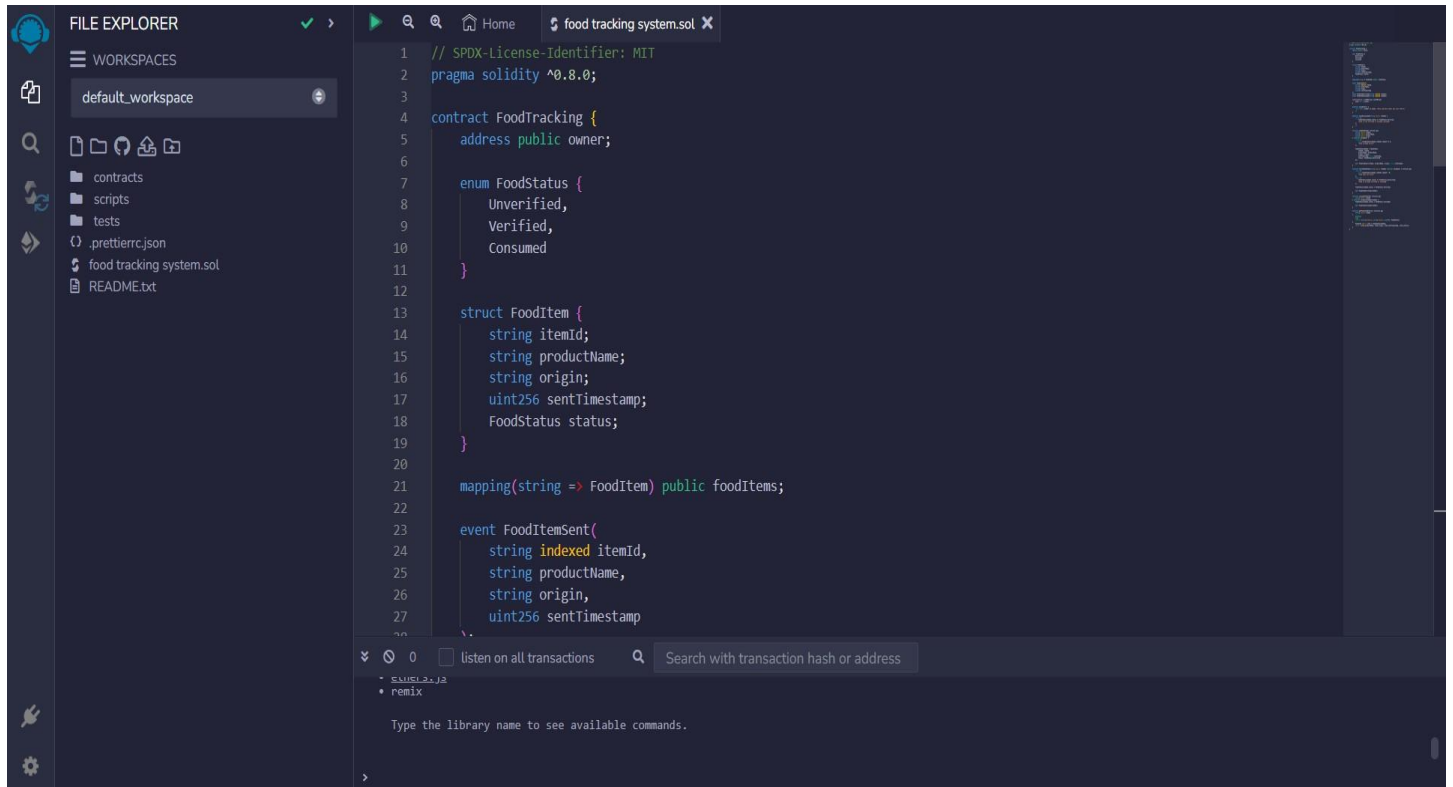 FILE EXPLORER
WORKSPACES
default_workspace
contracts
scripts
tests
.prettierrc.json
food tracking system.sol
README.txt
Home
food tracking system.sol
1 // SPDX-License-Identifier: MIT
2 pragma solidity ^0.8.0;
3
4 contract FoodTracking {
5 address public owner;
6
7 enum FoodStatus {
8 Unverified,
9 Verified,
10 Consumed
11 }
12
13 struct FoodItem {
14 string itemId;
15 string productName;
16 string origin;
17 uint256 sentTimestamp;
18 FoodStatus status;
19 }
20
21 mapping(string => FoodItem) public foodItems;
22
23 event FoodItemSent(
24 string indexed itemId,
25 string productName,
26 string origin,
27 uint256 sentTimestamp
28 );
0 listen on all transactions Search with transaction hash or address
• ethers.js
• remix
Type the library name to see available commands.
>